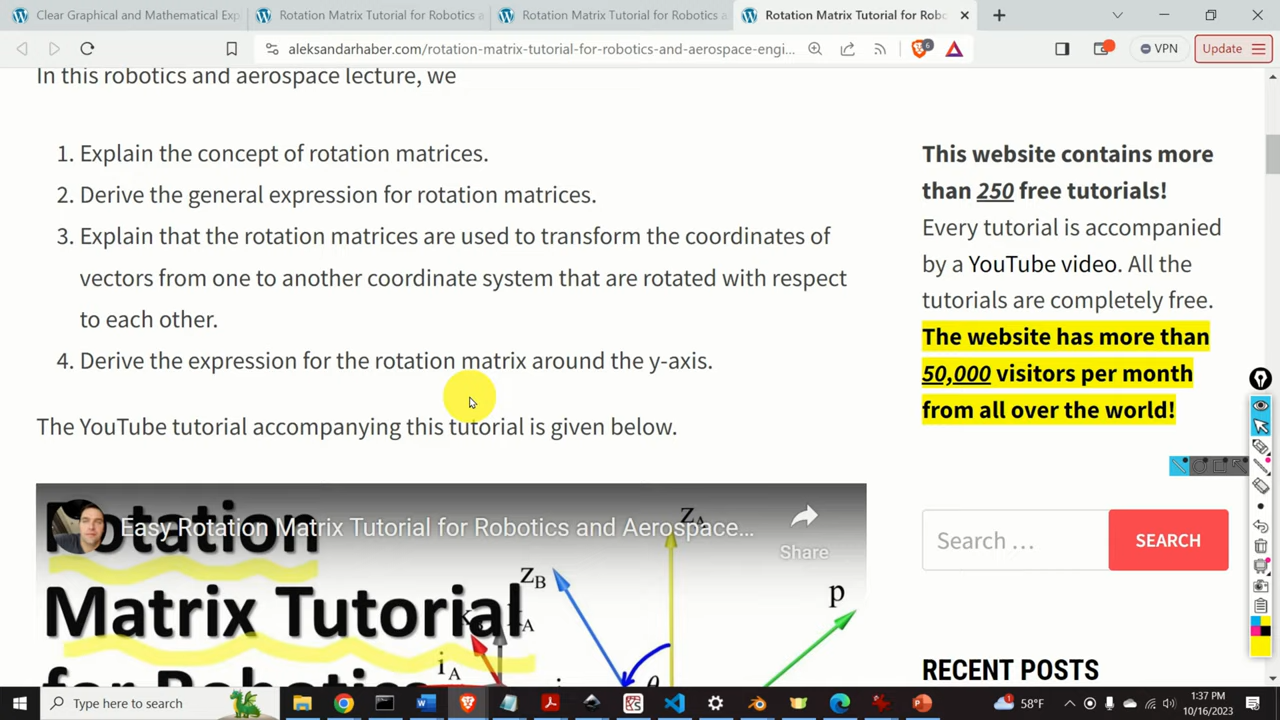 Clear Graphical and Mathematical Exp
Rotation Matrix Tutorial for Robotics a
Rotation Matrix Tutorial for Robotics a
Rotation Matrix Tutorial for Robo
aleksandarhaber.com/rotation-matrix-tutorial-for-robotics-and-aerospace-engi...
6
VPN
Update
In this robotics and aerospace lecture, we
1. Explain the concept of rotation matrices.
2. Derive the general expression for rotation matrices.
3. Explain that the rotation matrices are used to transform the coordinates of
vectors from one to another coordinate system that are rotated with respect
to each other.
4. Derive the expression for the rotation matrix around the y-axis.
The YouTube tutorial accompanying this tutorial is given below.
Easy Rotation Matrix Tutorial for Robotics and Aerospace...
Share
Rotation
Matrix Tutorial
for Robotics
z_A
z_B
p
i_A
θ
This website contains more
than 250 free tutorials!
Every tutorial is accompanied
by a YouTube video. All the
tutorials are completely free.
The website has more than
50,000 visitors per month
from all over the world!
Search …
SEARCH
RECENT POSTS
Type here to search
58°F
1:37 PM
10/16/2023